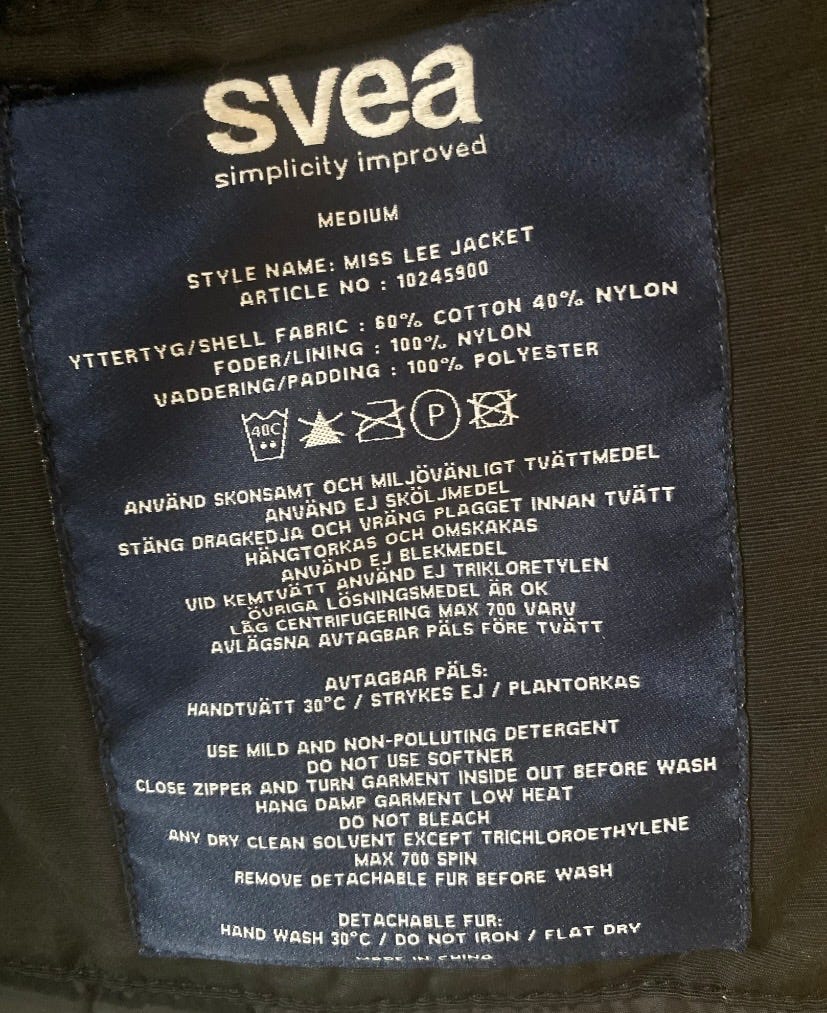 svea
simplicity improved
MEDIUM
STYLE NAME: MISS LEE JACKET
ARTICLE NO : 10245900
YTTERTYG/SHELL FABRIC : 60% COTTON 40% NYLON
FODER/LINING : 100% NYLON
VADDERING/PADDING : 100% POLYESTER
40C P
ANVÄND SKONSAMT OCH MILJÖVÄNLIGT TVÄTTMEDEL
ANVÄND EJ SKÖLJMEDEL
STÄNG DRAGKEDJA OCH VRÄNG PLAGGET INNAN TVÄTT
HÄNGTORKAS OCH OMSKAKAS
ANVÄND EJ BLEKMEDEL
VID KEMTVÄTT ANVÄND EJ TRIKLORETYLEN
ÖVRIGA LÖSNINGSMEDEL ÄR OK
LÅG CENTRIFUGERING MAX 700 VARV
AVLÄGSNA AVTAGBAR PÄLS FÖRE TVÄTT
AVTAGBAR PÄLS:
HANDTVÄTT 30°C / STRYKES EJ / PLANTORKAS
USE MILD AND NON-POLLUTING DETERGENT
DO NOT USE SOFTNER
CLOSE ZIPPER AND TURN GARMENT INSIDE OUT BEFORE WASH
HANG DAMP GARMENT LOW HEAT
DO NOT BLEACH
ANY DRY CLEAN SOLVENT EXCEPT TRICHLOROETHYLENE
MAX 700 SPIN
REMOVE DETACHABLE FUR BEFORE WASH
DETACHABLE FUR:
HAND WASH 30°C / DO NOT IRON / FLAT DRY
MADE IN CHINA